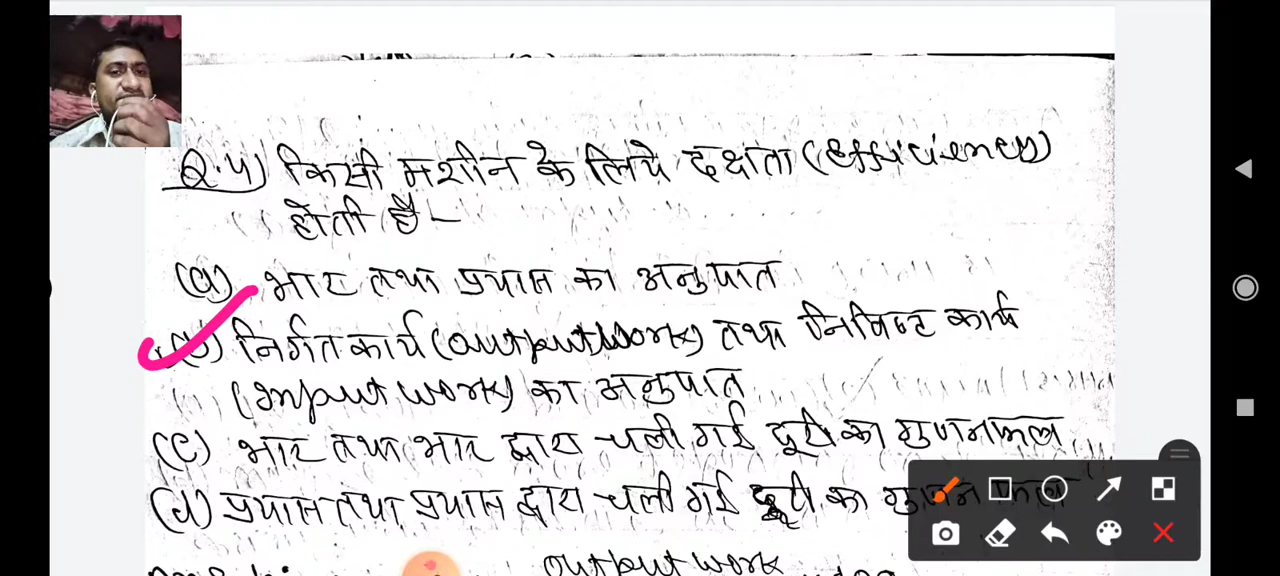 Q.4) किसी मशीन के लिये दक्षता (efficiency)
होती है-
(a) भार तथा प्रयास का अनुपात
(b) निर्गत कार्य (output work) तथा निविष्ट कार्य
(Input work) का अनुपात
(c) भार तथा भार द्वारा चली गई दूरी का गुणनफल
(d) प्रयास तथा प्रयास द्वारा चली गई दूरी का गुणनफल
output work